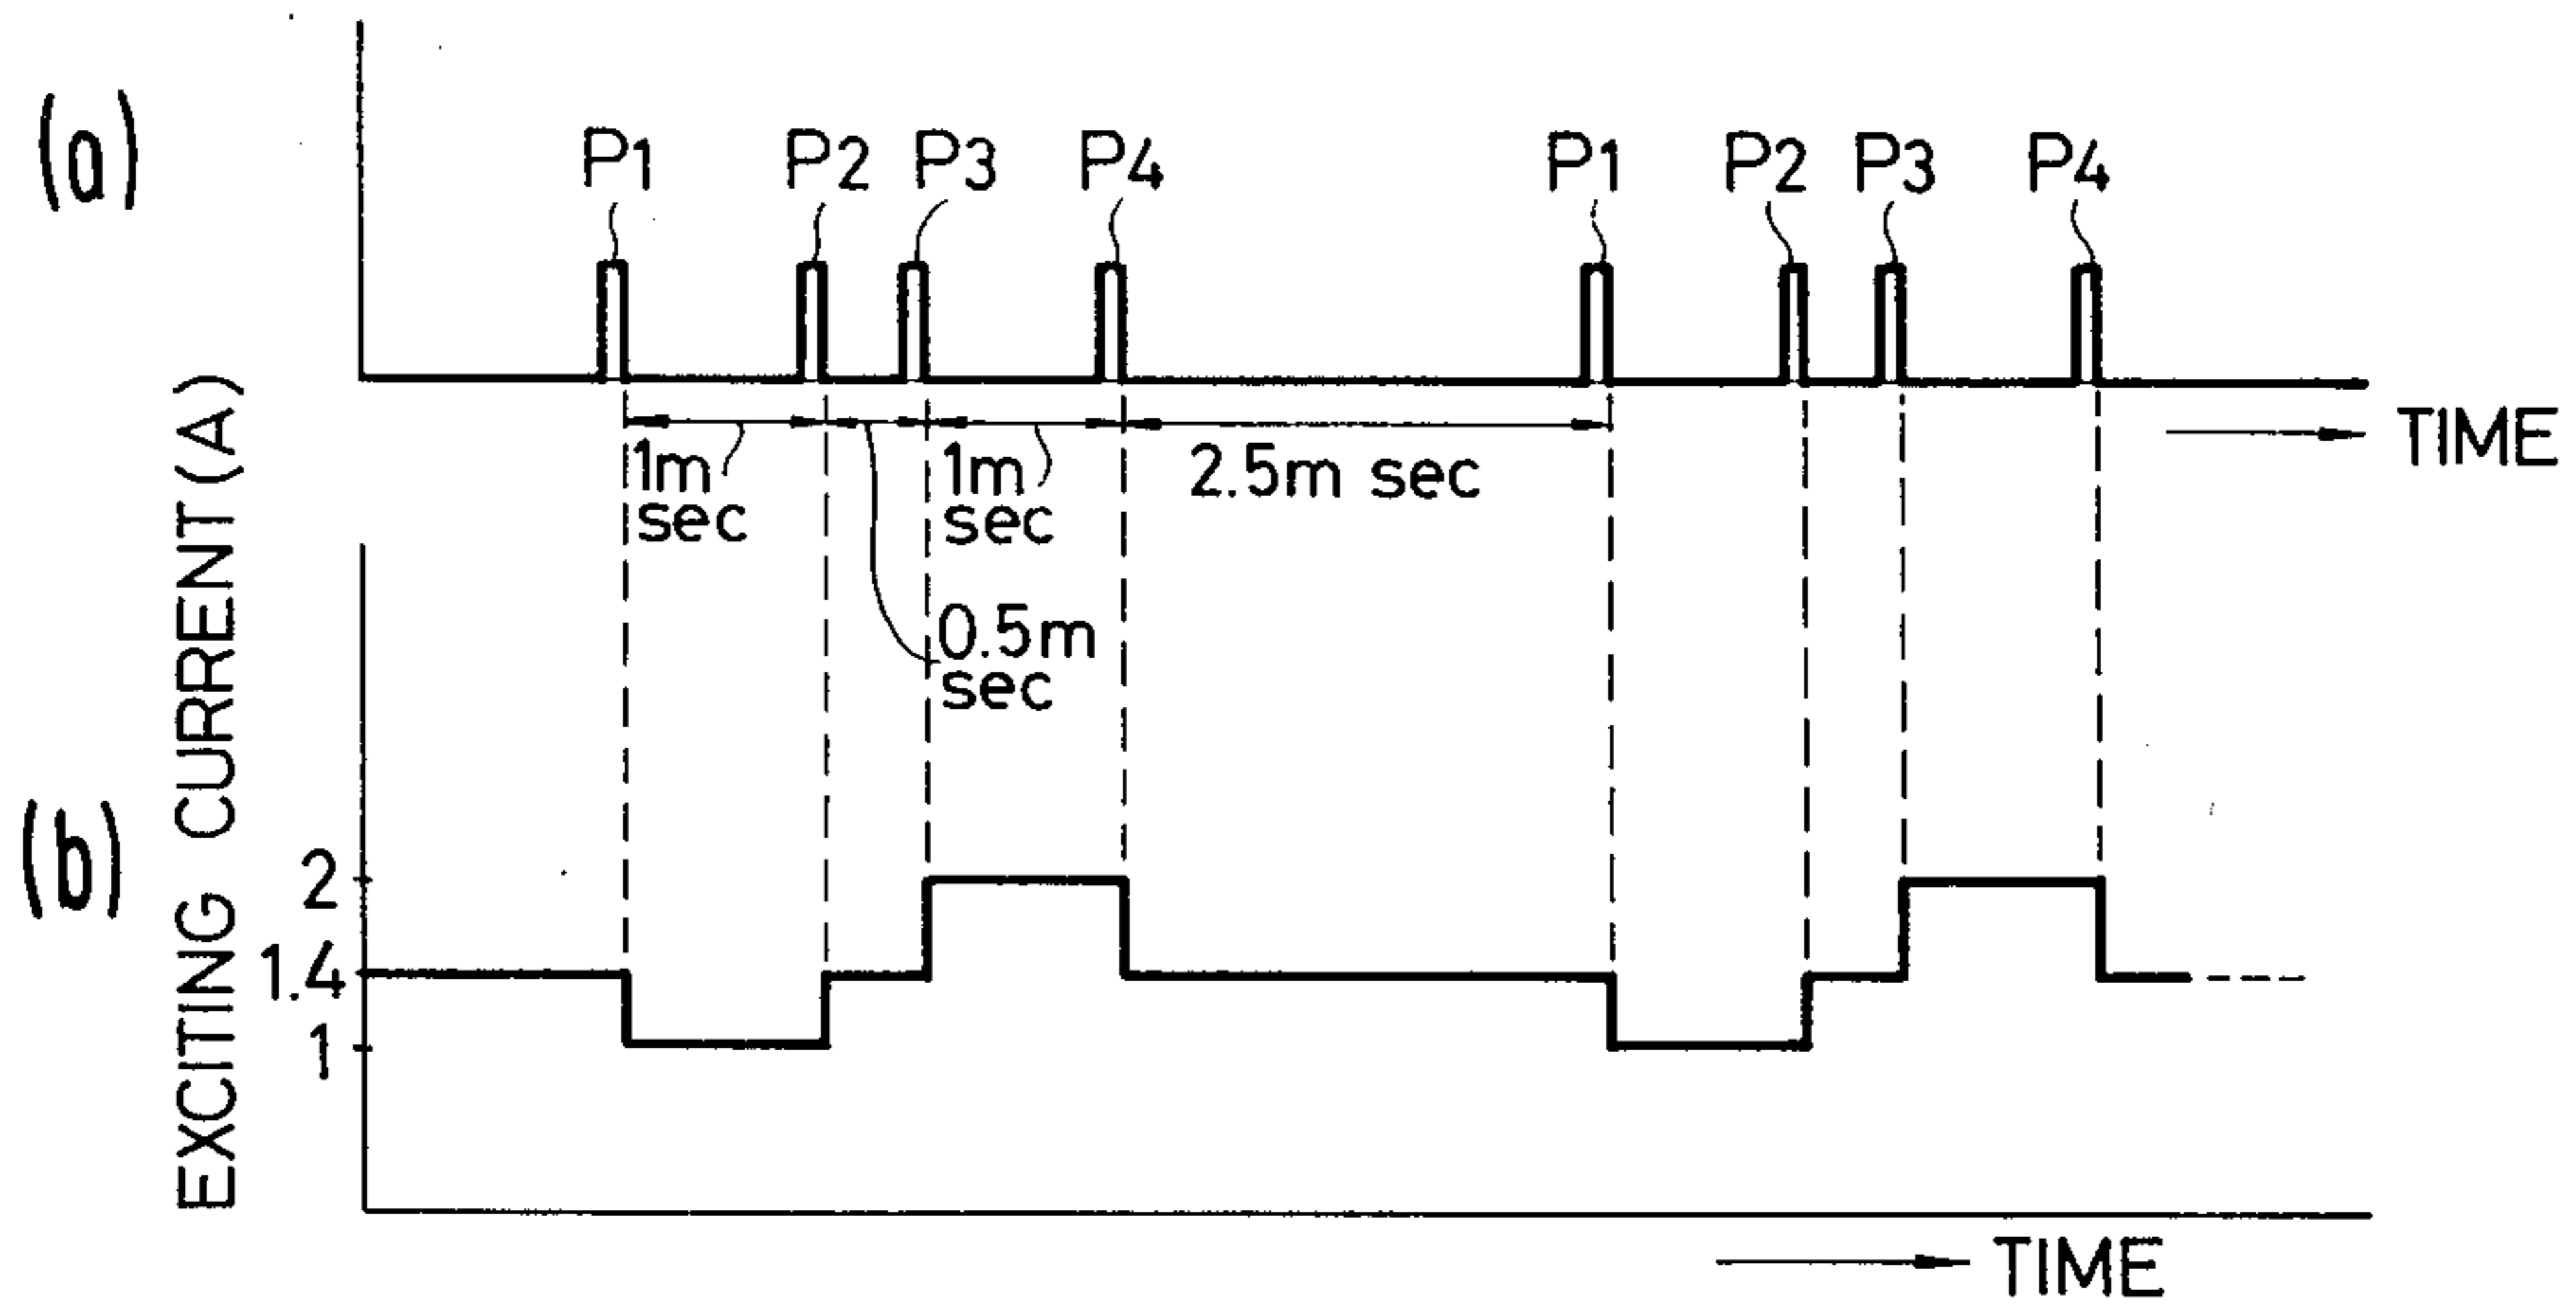 (a)
P1 P2 P3 P4 P1 P2 P3 P4
TIME
1m
sec
1m
sec
2.5m sec
0.5m
sec
EXCITING CURRENT (A)
(b)
2
1.4
1
TIME